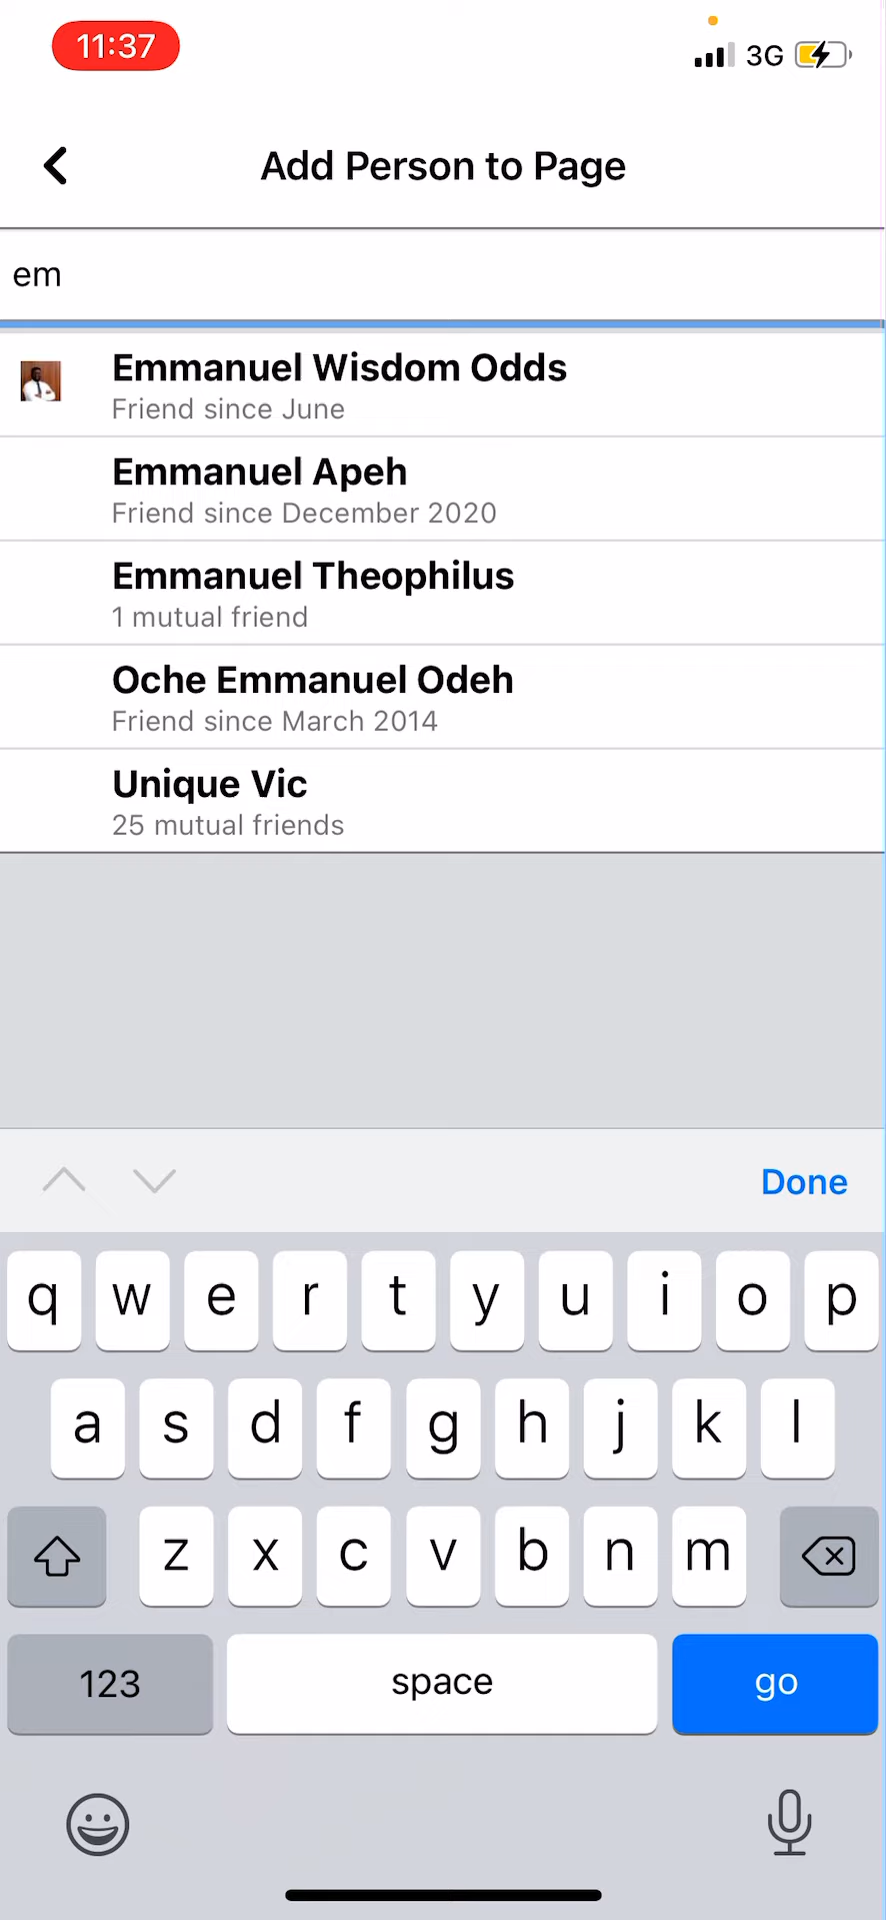 11:37
3G
Add Person to Page
em
Emmanuel Wisdom Odds
Friend since June
Emmanuel Apeh
Friend since December 2020
Emmanuel Theophilus
1 mutual friend
Oche Emmanuel Odeh
Friend since March 2014
Unique Vic
25 mutual friends
Done
q w e r t y u i o p
a s d f g h j k l
z x c v b n m
123 space go